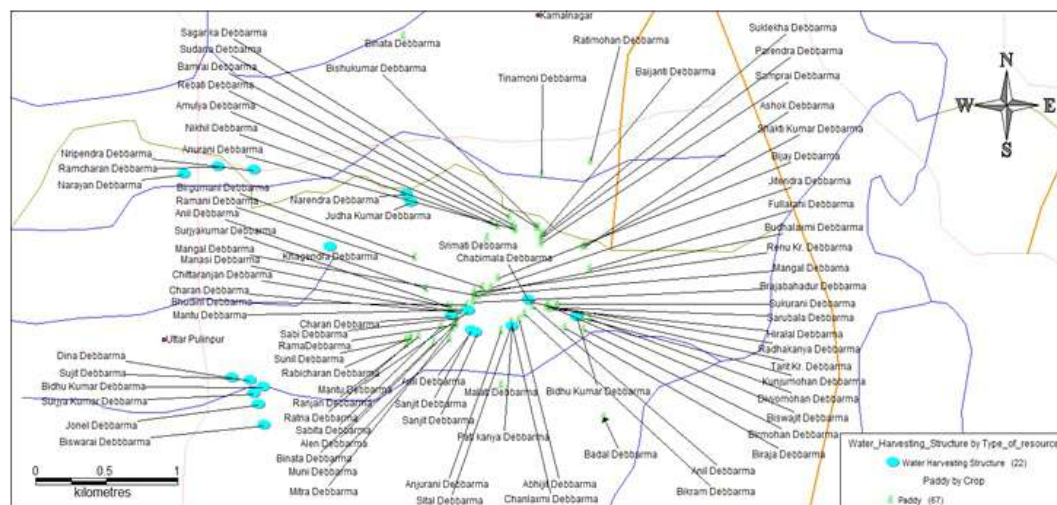 Kamalnagar
Saganka Debbarma
Sudana Debbarma
Bamrai Debbarma
Rebati Debbarma
Amulya Debbarma
Nikhil Debbarma
Anurani Debbarma
Binata Debbarma
Bishukumar Debbarma
Ratimohan Debbarma
Tinamoni Debbarma
Baijanti Debbarma
Suklekha Debbarma
Parendra Debbarma
Samprai Debbarma
Ashok Debbarma
Shakti Kumar Debbarma
Bijay Debbarma
Jitendra Debbarma
Fullarani Debbarma
Budhalaxmi Debbarma
Renu Kr. Debbarma
Mangal Debbarma
Brajabahadur Debbarma
Sukurani Debbarma
Sarubala Debbarma
Hiralal Debbarma
Radhakanya Debbarma
Tarit Kr. Debbarma
Kunjumohan Debbarma
Divyomohan Debbarma
Biswajit Debbarma
Birmohan Debbarma
Biraja Debbarma
N
W E
S
Nripendra Debbarma
Ramcharan Debbarma
Narayan Debbarma
Birgumani Debbarma
Ramani Debbarma
Anil Debbarma
Surjyakumar Debbarma
Mangal Debbarma
Manasi Debbarma
Chittaranjan Debbarma
Charan Debbarma
Bhudini Debbarma
Mantu Debbarma
Narendra Debbarma
Judha Kumar Debbarma
Khagendra Debbarma
Srimati Debbarma
Chabimala Debbarma
Uttar Pulinpur
Charan Debbarma
Sabi Debbarma
RamaDebbarma
Sunil Debbarma
Rabicharan Debbarma
Mantu Debbarma
Ranjan Debbarma
Ratna Debbarma
Sabita Debbarma
Alen Debbarma
Binata Debbarma
Muni Debbarma
Mitra Debbarma
Dina Debbarma
Sujit Debbarma
Bidhu Kumar Debbarma
Surjya Kumar Debbarma
Jonel Debbarma
Biswarai Debbarma
Anil Debbarma
Sanjit Debbarma
Sanjit Debbarma
Malati Debbarma
Pati kanya Debbarma
Bidhu Kumar Debbarma
Badal Debbarma
Anjurani Debbarma
Sital Debbarma
Abhijit Debbarma
Chanlaxmi Debbarma
Anil Debbarma
Bikram Debbarma
0 1
kilometres
Water_Harvesting_Structure by Type_of_resource
Water Harvesting Structure (22)
Paddy by Crop
Paddy (67)